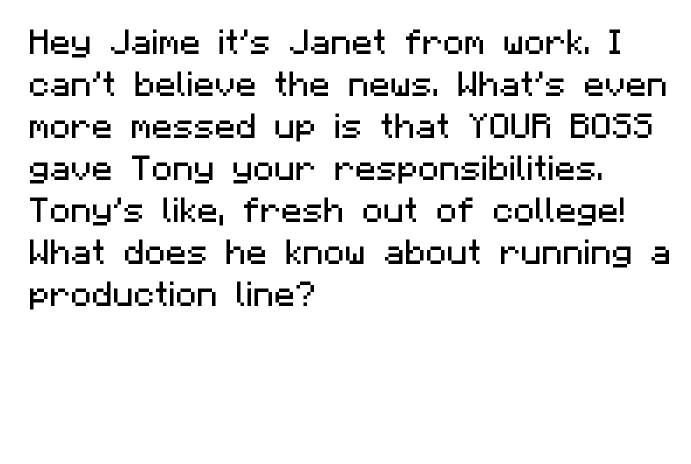 Hey Jaime it's Janet from work. I
can't believe the news. What's even
more messed up is that YOUR BOSS
gave Tony your responsibilities.
Tony's like, fresh out of college!
What does he know about running a
production line?